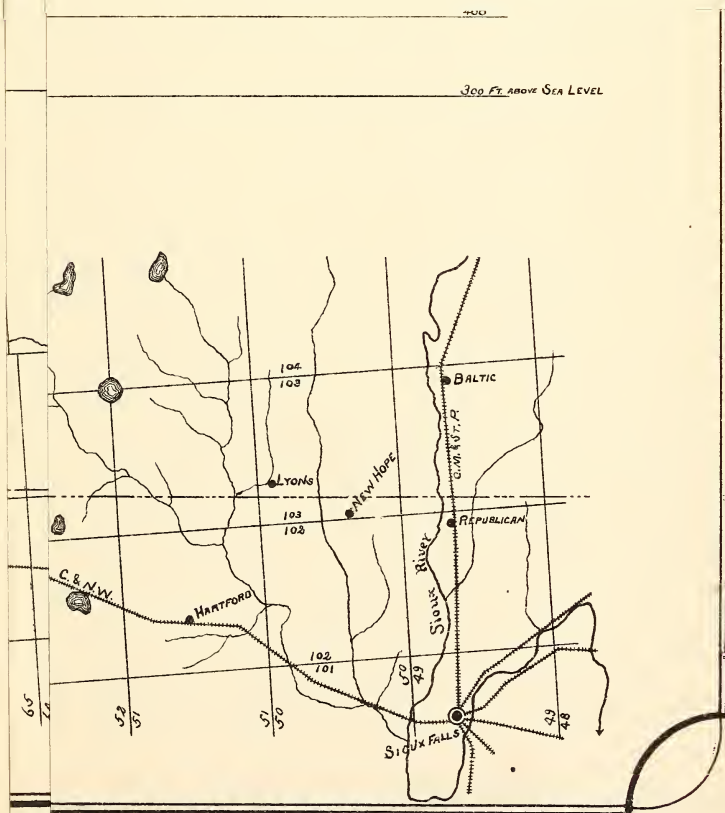 400
300 FT. ABOVE SEA LEVEL
104
103
BALTIC
C. M. & ST. P.
LYONS
NEW HOPE
103
102
REPUBLICAN
Sioux River
C. & N.W.
HARTFORD
102
101
50
49
65
52
51
51
50
49
48
SIOUX FALLS